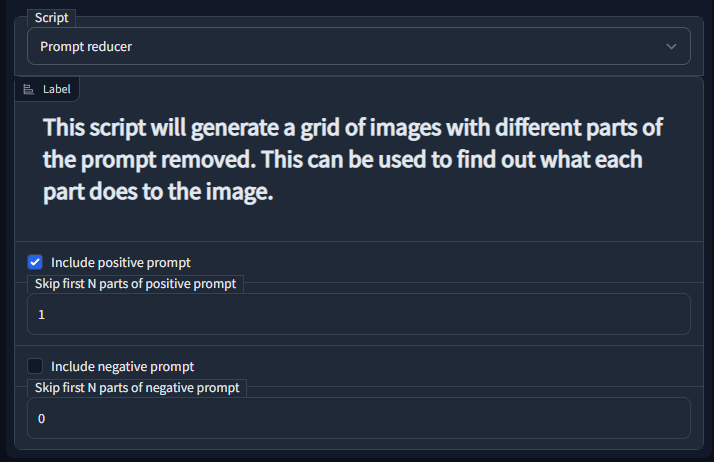 Script
Prompt reducer
Label
This script will generate a grid of images with different parts of
the prompt removed. This can be used to find out what each
part does to the image.
Include positive prompt
Skip first N parts of positive prompt
1
Include negative prompt
Skip first N parts of negative prompt
0